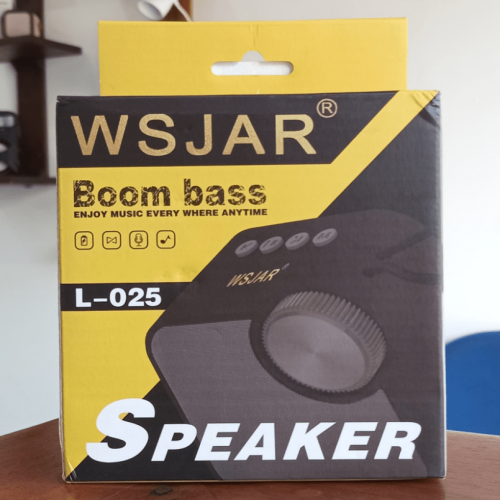 WSJAR®
Boom bass
ENJOY MUSIC EVERY WHERE ANYTIME
L-025
WSJAR®
SPEAKER